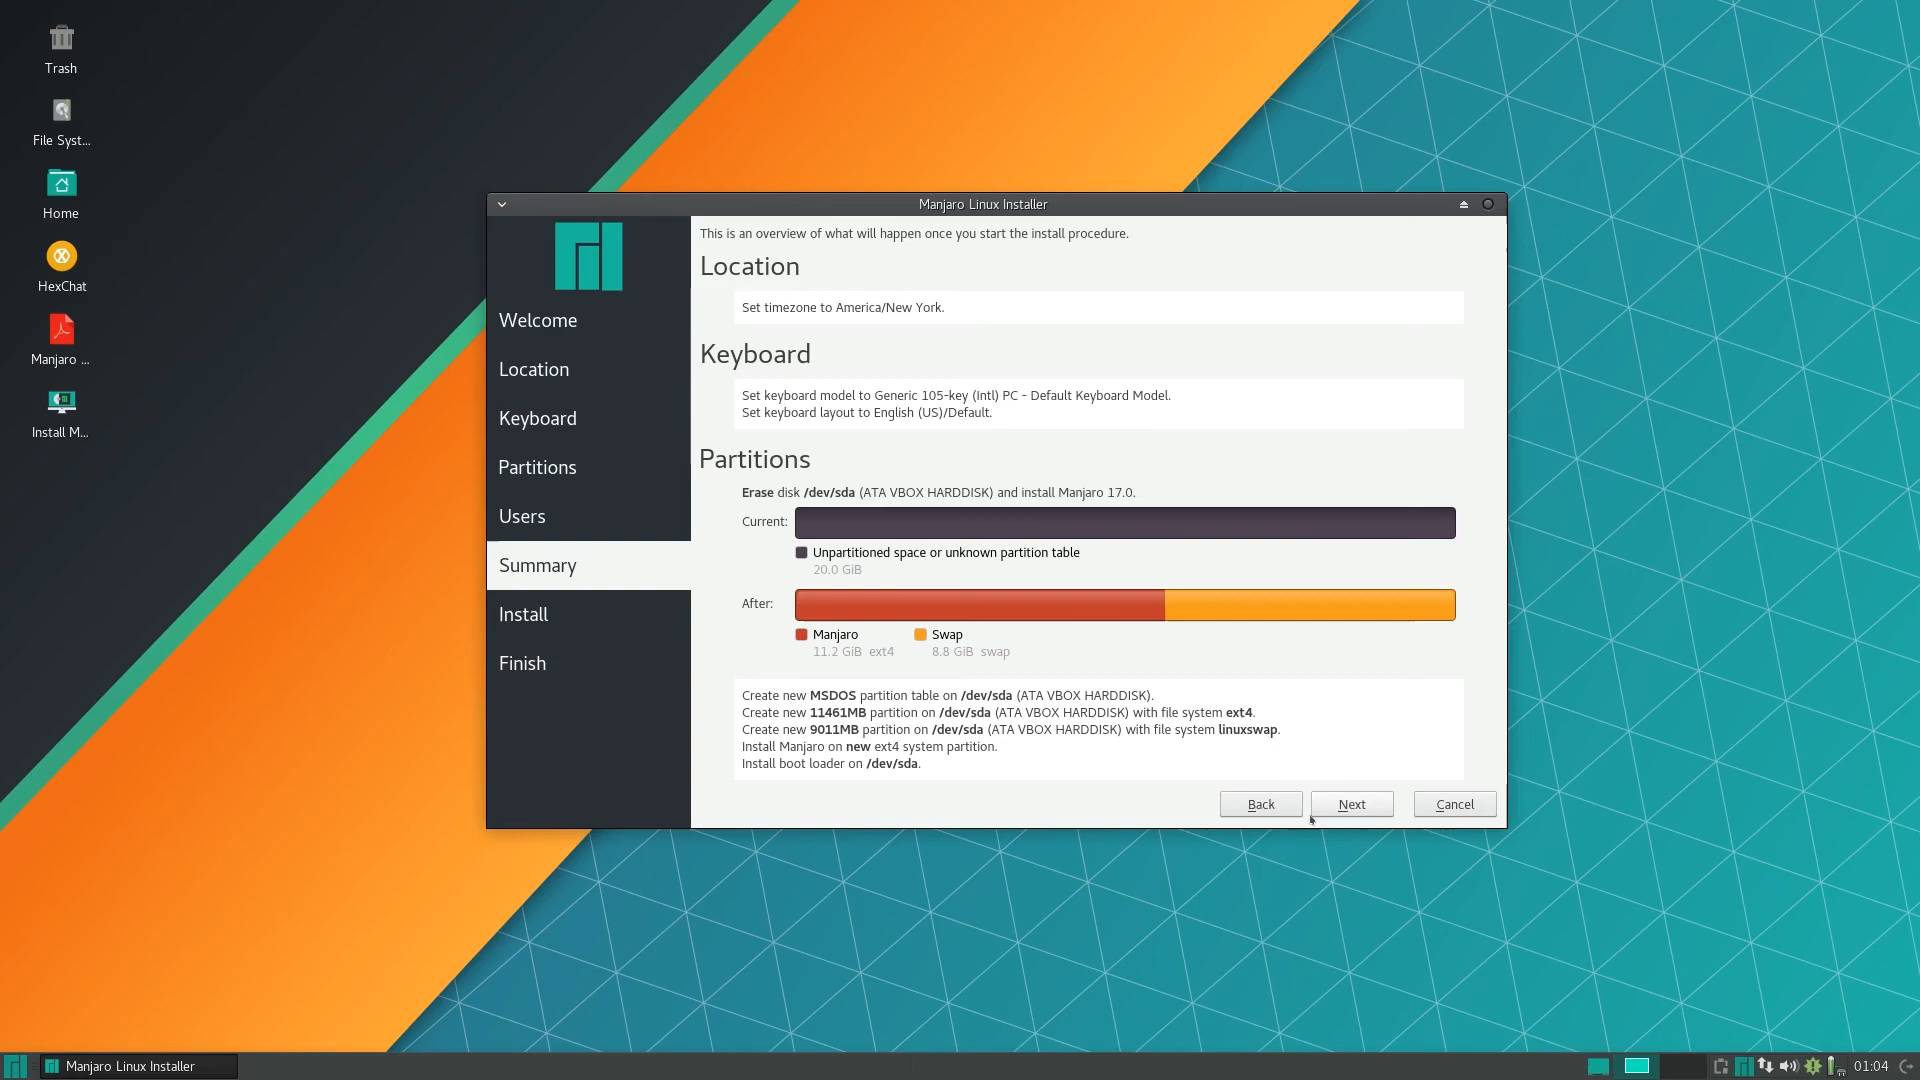 Trash
File Syst...
Home
HexChat
Manjaro ...
Install M...
Manjaro Linux Installer
Welcome
Location
Keyboard
Partitions
Users
Summary
Install
Finish
This is an overview of what will happen once you start the install procedure.
Location
Set timezone to America/New York.
Keyboard
Set keyboard model to Generic 105-key (Intl) PC - Default Keyboard Model.
Set keyboard layout to English (US)/Default.
Partitions
Erase disk /dev/sda (ATA VBOX HARDDISK) and install Manjaro 17.0.
Current:
Unpartitioned space or unknown partition table
20.0 GiB
After:
Manjaro Swap
11.2 GiB ext4 8.8 GiB swap
Create new MSDOS partition table on /dev/sda (ATA VBOX HARDDISK).
Create new 11461MB partition on /dev/sda (ATA VBOX HARDDISK) with file system ext4.
Create new 9011MB partition on /dev/sda (ATA VBOX HARDDISK) with file system linuxswap.
Install Manjaro on new ext4 system partition.
Install boot loader on /dev/sda.
Back Next Cancel
Manjaro Linux Installer
01:04